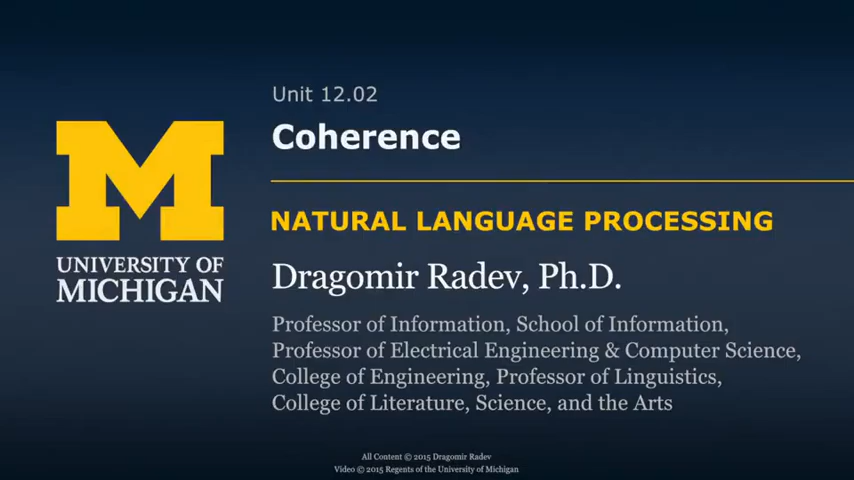 Unit 12.02
Coherence
NATURAL LANGUAGE PROCESSING
M
UNIVERSITY OF
MICHIGAN
Dragomir Radev, Ph.D.
Professor of Information, School of Information,
Professor of Electrical Engineering & Computer Science,
College of Engineering, Professor of Linguistics,
College of Literature, Science, and the Arts
All Content © 2015 Dragomir Radev
Video © 2015 Regents of the University of Michigan